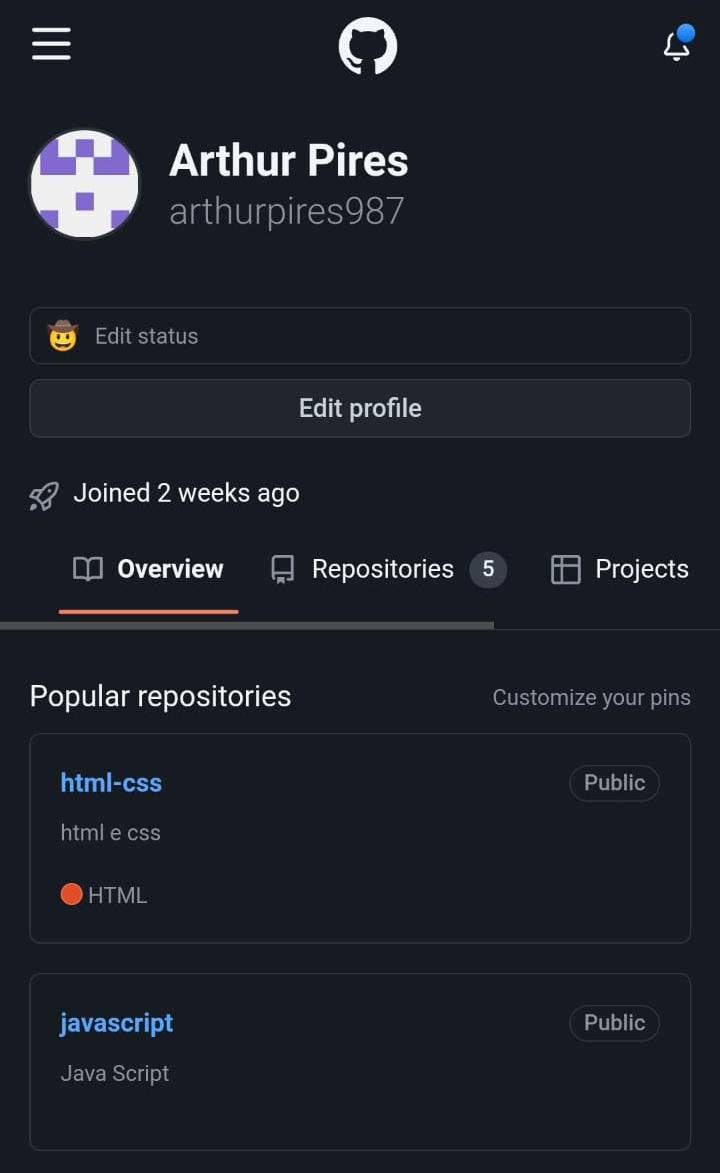 Arthur Pires
arthurpires987
Edit status
Edit profile
Joined 2 weeks ago
Overview Repositories 5 Projects
Popular repositories Customize your pins
html-css Public
html e css
HTML
javascript Public
Java Script